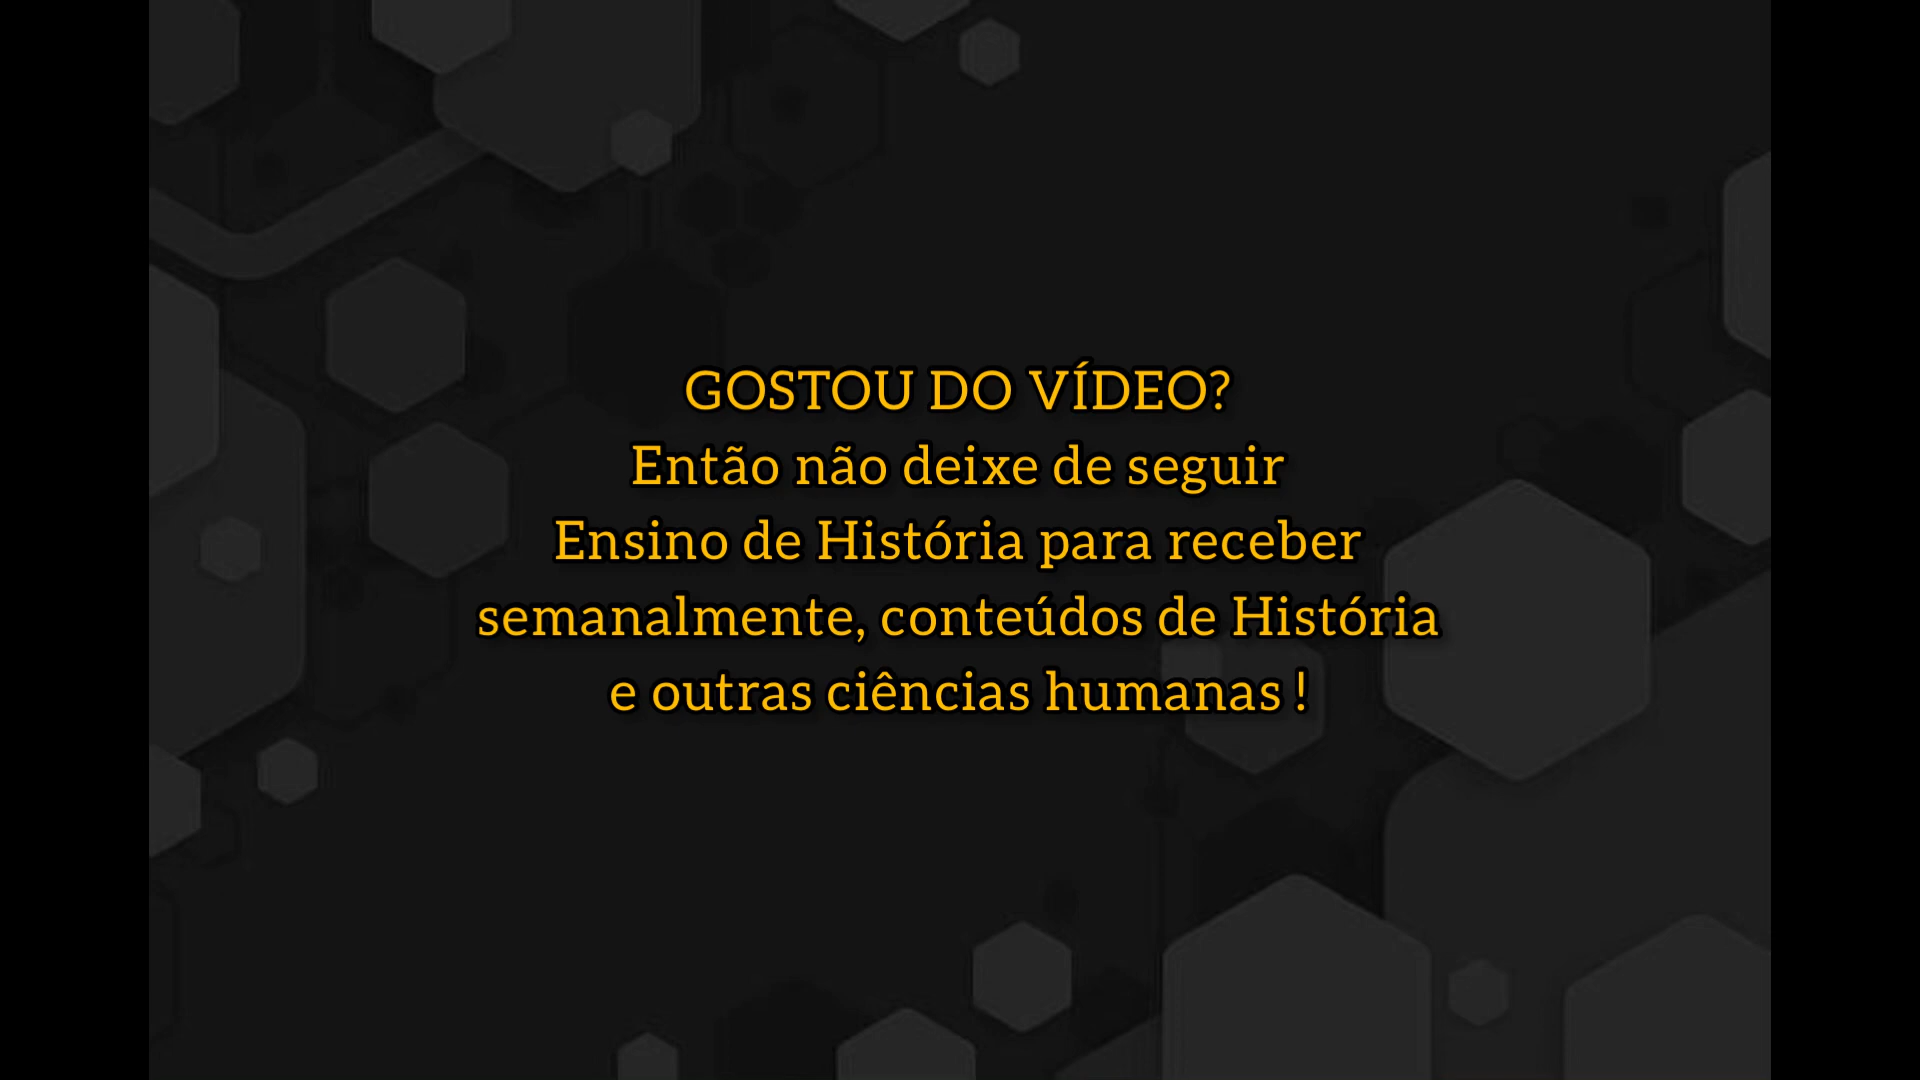 GOSTOU DO VÍDEO?
Então não deixe de seguir
Ensino de História para receber
semanalmente, conteúdos de História
e outras ciências humanas !